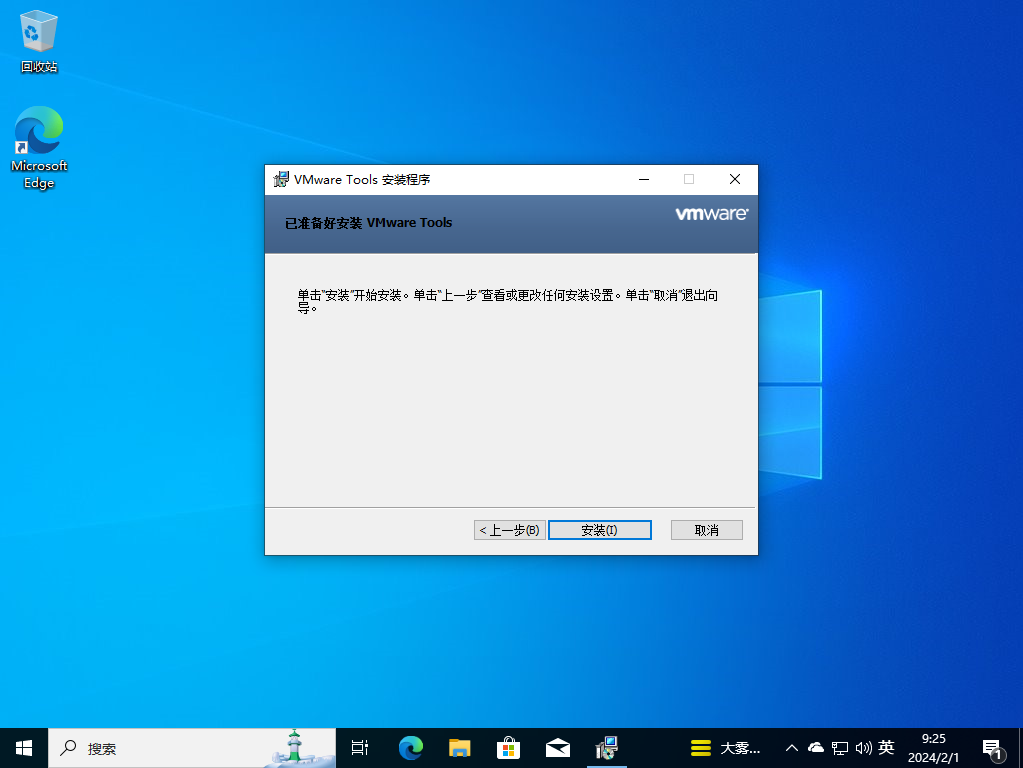 回收站
Microsoft
Edge
VMware Tools 安装程序
已准备好安装 VMware Tools
vmware
单击“安装”开始安装。单击“上一步”查看或更改任何安装设置。单击“取消”退出向
导。
< 上一步(B)
安装(I)
取消
搜索
大雾...
英
9:25
2024/2/1
1